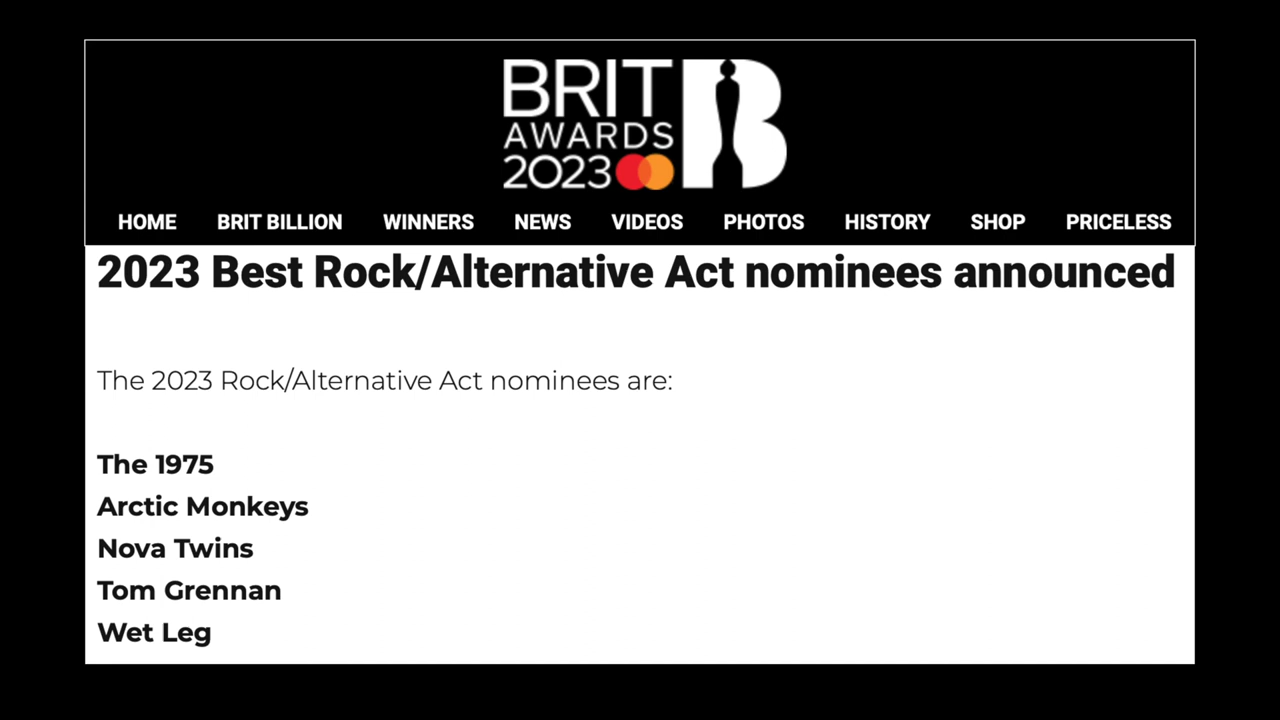 BRIT
AWARDS
2023
HOME BRIT BILLION WINNERS NEWS VIDEOS PHOTOS HISTORY SHOP PRICELESS
2023 Best Rock/Alternative Act nominees announced
The 2023 Rock/Alternative Act nominees are:
The 1975
Arctic Monkeys
Nova Twins
Tom Grennan
Wet Leg